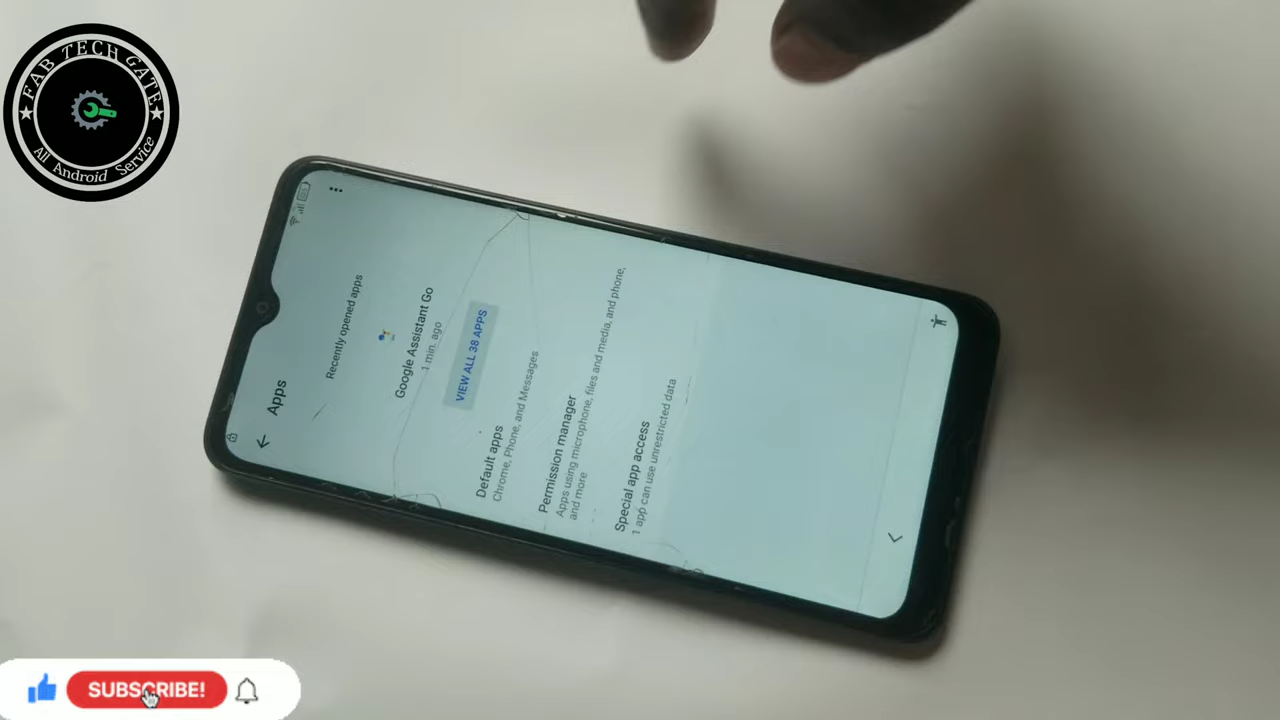 FAB TECH GATE
All Android Service
Apps
Recently opened apps
Google Assistant Go
1 min. ago
VIEW ALL 38 APPS
Default apps
Chrome, Phone, and Messages
Permission manager
Apps using microphone, files and media, and phone,
and more
Special app access
1 app can use unrestricted data
SUBSCRIBE!